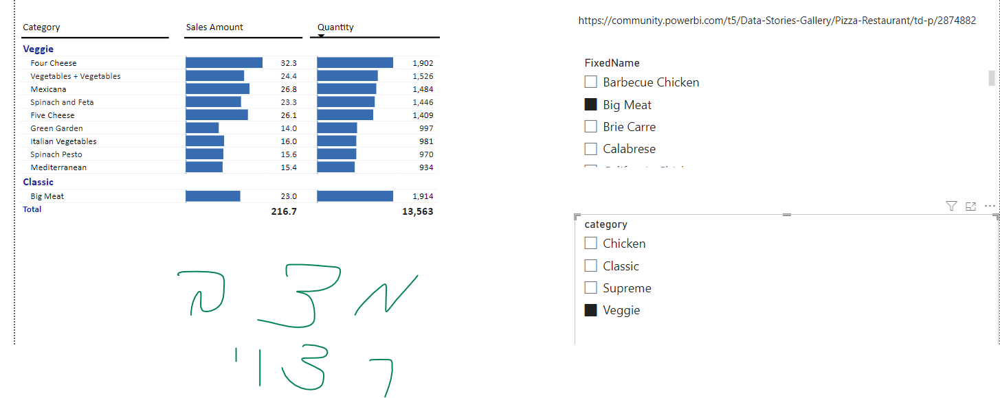 Category Sales Amount Quantity
Veggie
Four Cheese 32.3 1,902
Vegetables + Vegetables 24.4 1,526
Mexicana 26.8 1,484
Spinach and Feta 23.3 1,446
Five Cheese 26.1 1,409
Green Garden 14.0 997
Italian Vegetables 16.0 981
Spinach Pesto 15.6 970
Mediterranean 15.4 934
Classic
Big Meat 23.0 1,914
Total 216.7 13,563
https://community.powerbi.com/t5/Data-Stories-Gallery/Pizza-Restaurant/td-p/2874882
FixedName
Barbecue Chicken
Big Meat
Brie Carre
Calabrese
category
Chicken
Classic
Supreme
Veggie